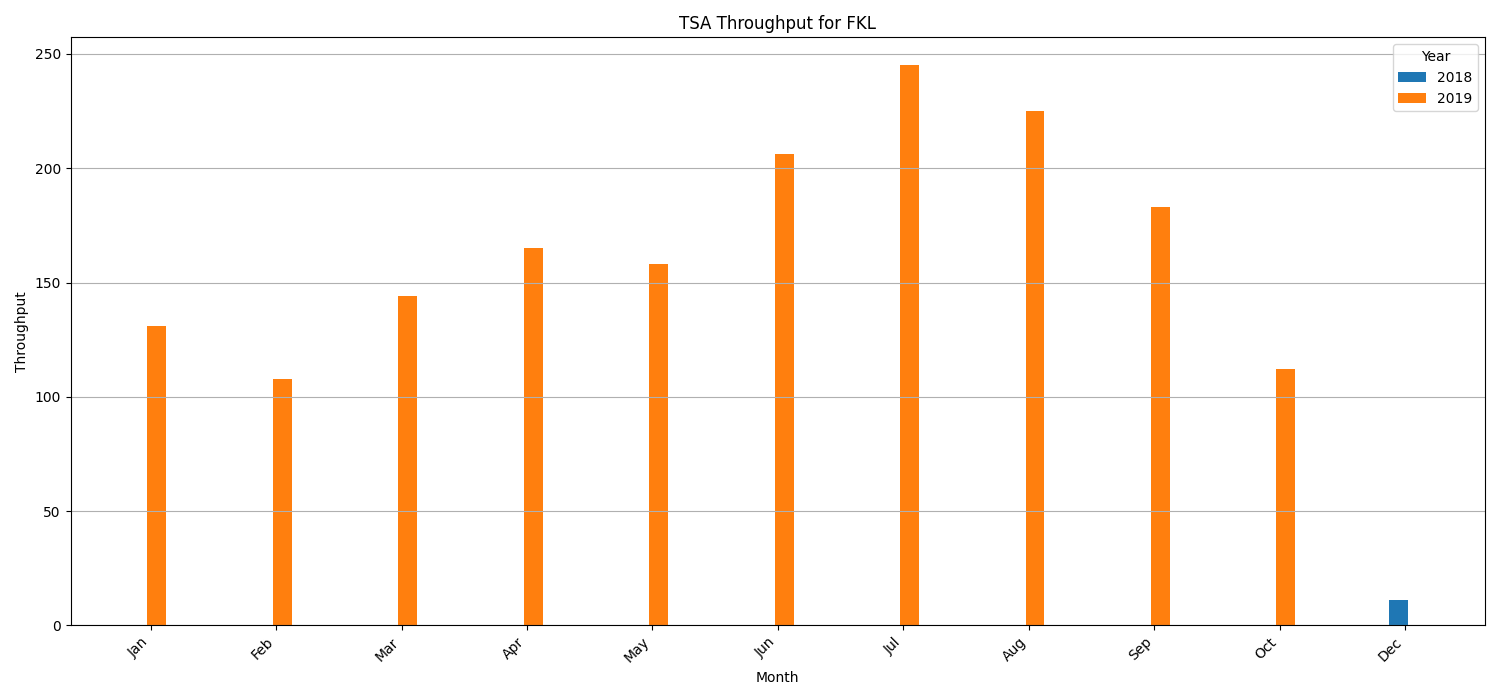 TSA Throughput for FKL
Year
2018
2019
Throughput
250
200
150
100
50
0
Jan
Feb
Mar
Apr
May
Jun
Jul
Aug
Sep
Oct
Dec
Month